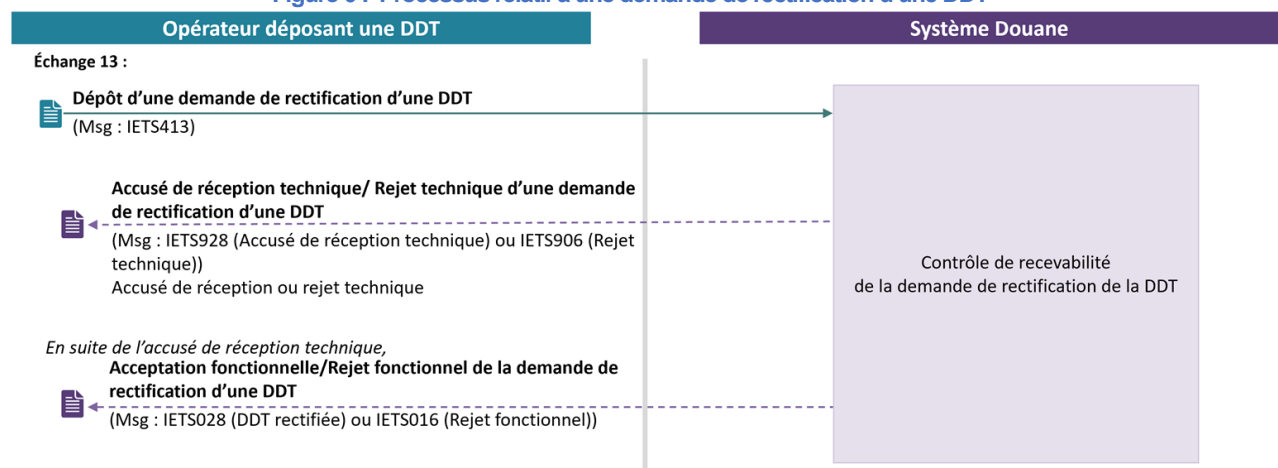 Opérateur déposant une DDT
Système Douane
Échange 13 :
Dépôt d’une demande de rectification d’une DDT
(Msg : IETS413)
Accusé de réception technique/ Rejet technique d’une demande
de rectification d’une DDT
(Msg : IETS928 (Accusé de réception technique) ou IETS906 (Rejet
technique))
Accusé de réception ou rejet technique
Contrôle de recevabilité
de la demande de rectification de la DDT
En suite de l’accusé de réception technique,
Acceptation fonctionnelle/Rejet fonctionnel de la demande de
rectification d’une DDT
(Msg : IETS028 (DDT rectifiée) ou IETS016 (Rejet fonctionnel))